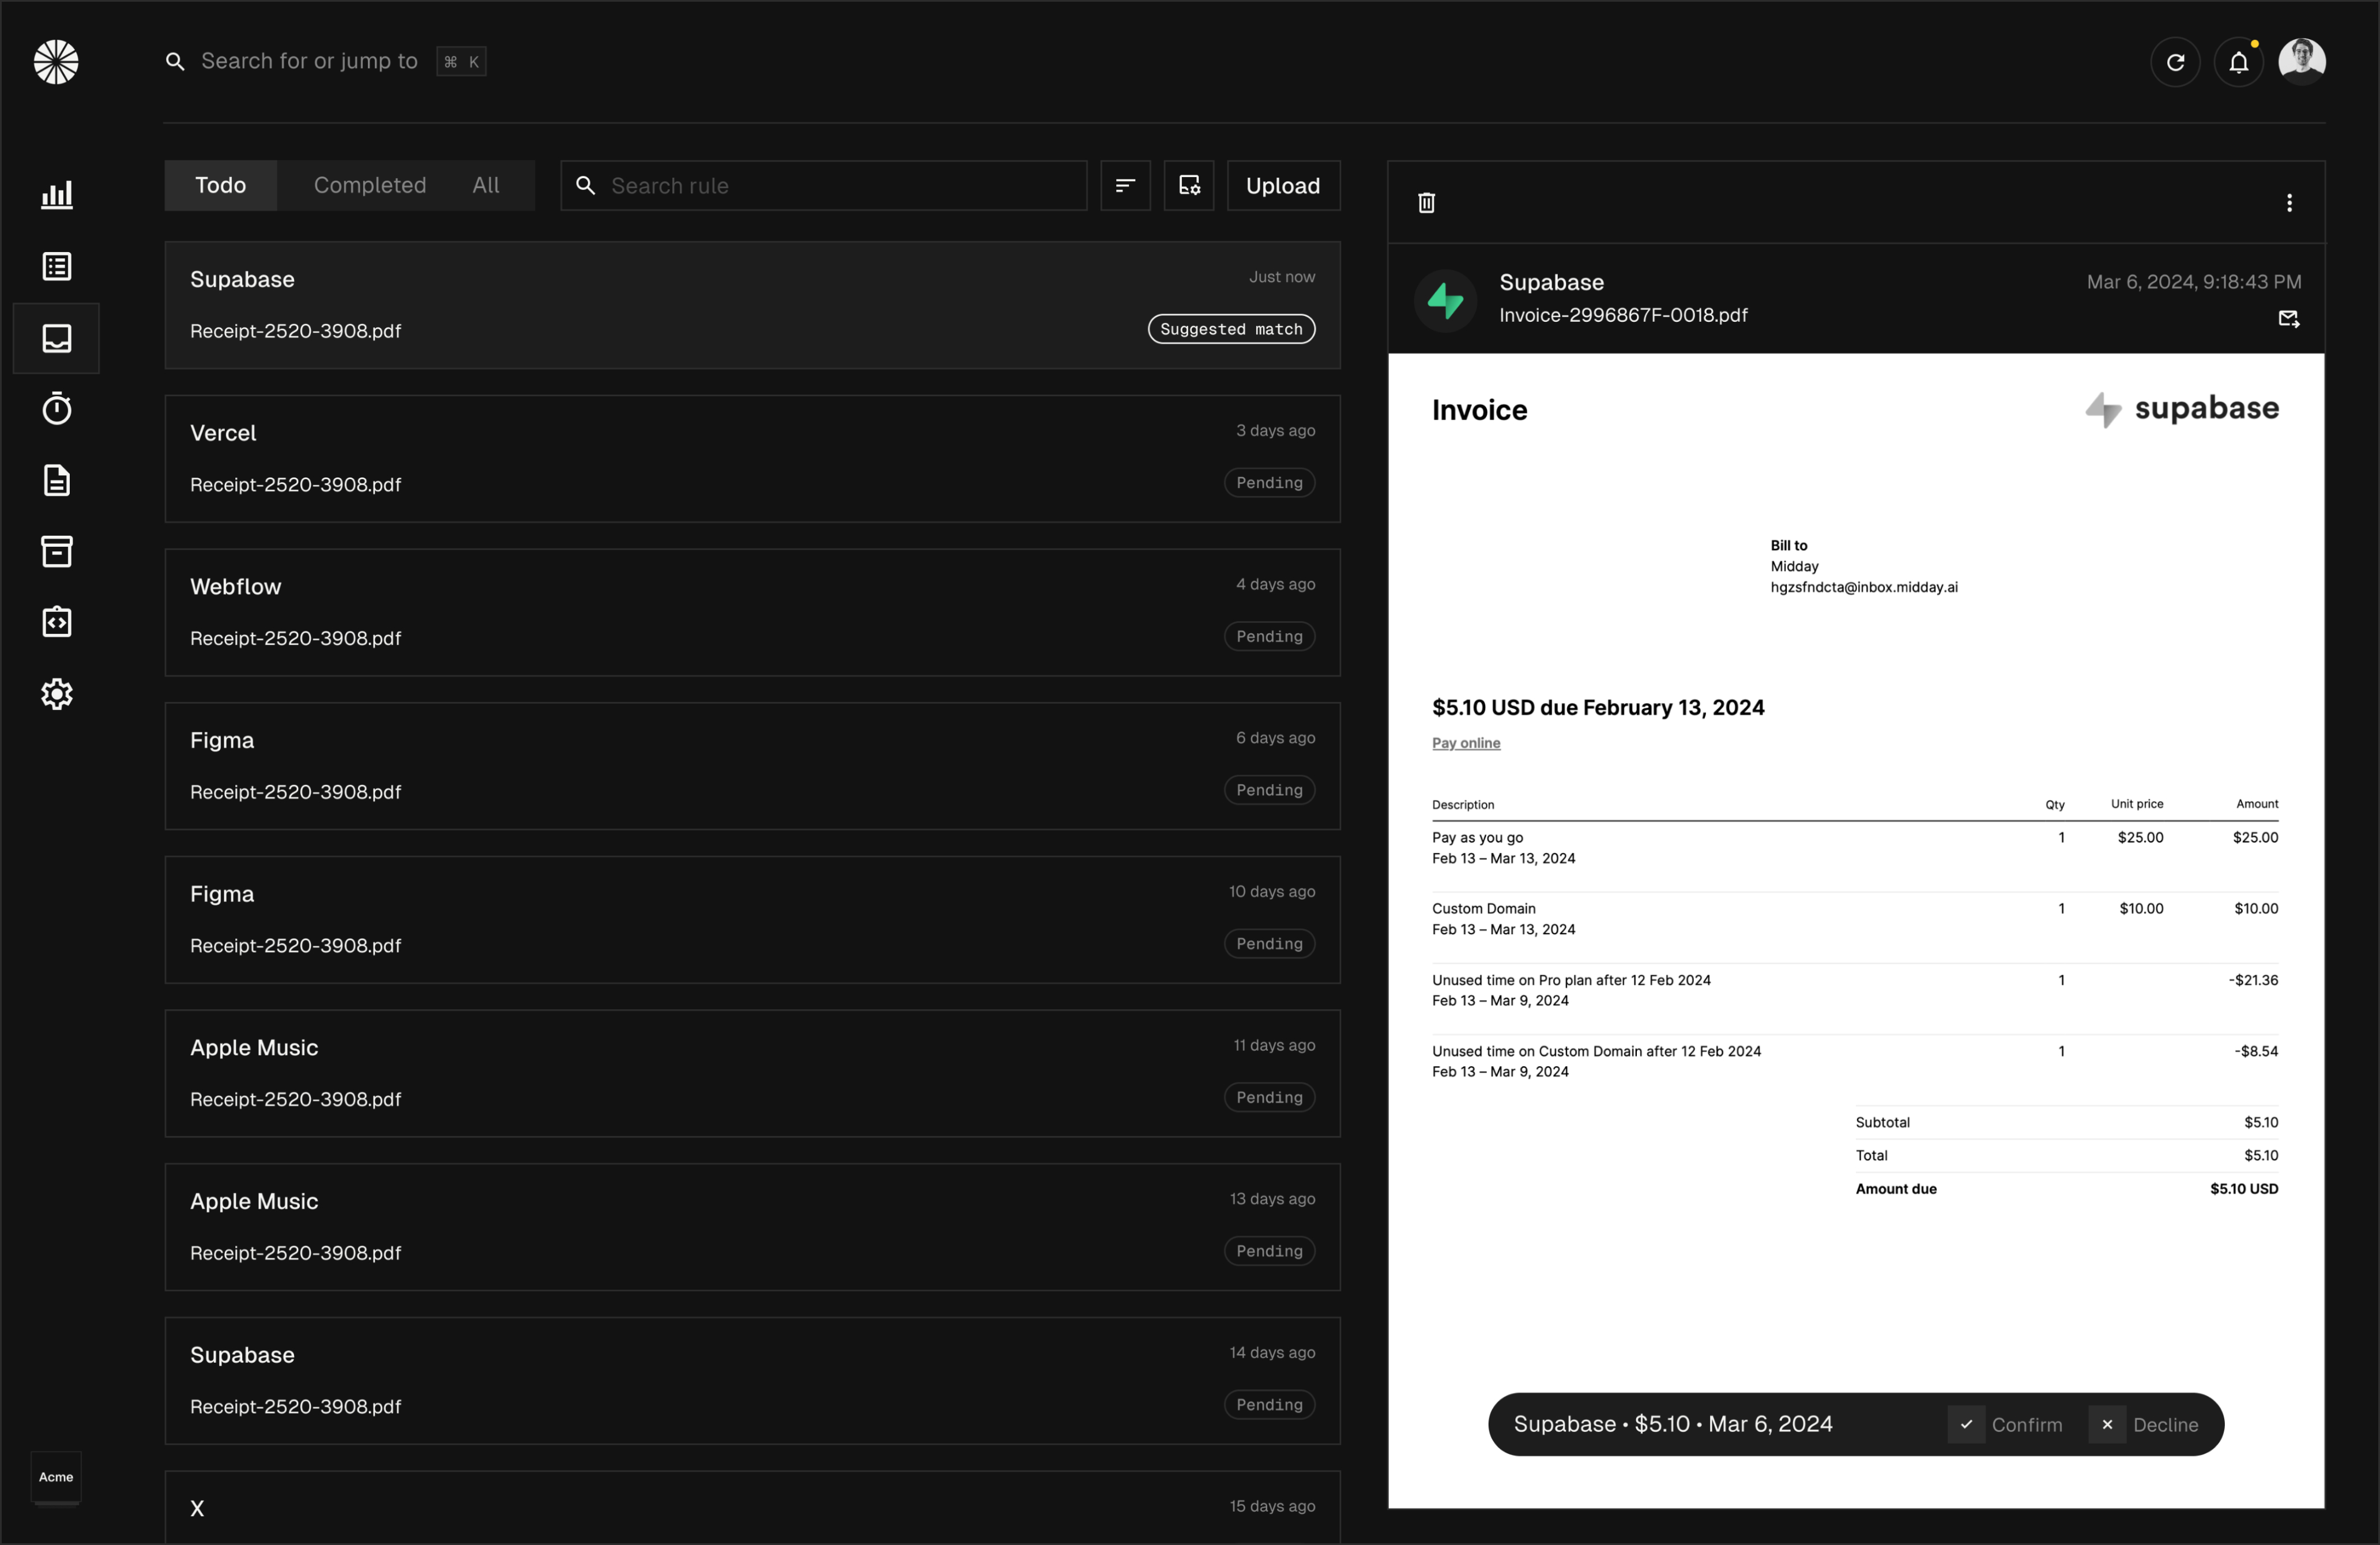 Search for or jump to ⌘ K
Todo Completed All Search rule Upload
Supabase Just now
Receipt-2520-3908.pdf Suggested match
Vercel 3 days ago
Receipt-2520-3908.pdf Pending
Webflow 4 days ago
Receipt-2520-3908.pdf Pending
Figma 6 days ago
Receipt-2520-3908.pdf Pending
Figma 10 days ago
Receipt-2520-3908.pdf Pending
Apple Music 11 days ago
Receipt-2520-3908.pdf Pending
Apple Music 13 days ago
Receipt-2520-3908.pdf Pending
Supabase 14 days ago
Receipt-2520-3908.pdf Pending
X 15 days ago
Acme
Supabase Mar 6, 2024, 9:18:43 PM
Invoice-2996867F-0018.pdf
Invoice supabase
Bill to
Midday
hgzsfndcta@inbox.midday.ai
$5.10 USD due February 13, 2024
Pay online
Description Qty Unit price Amount
Pay as you go 1 $25.00 $25.00
Feb 13 – Mar 13, 2024
Custom Domain 1 $10.00 $10.00
Feb 13 – Mar 13, 2024
Unused time on Pro plan after 12 Feb 2024 1 -$21.36
Feb 13 – Mar 9, 2024
Unused time on Custom Domain after 12 Feb 2024 1 -$8.54
Feb 13 – Mar 9, 2024
Subtotal $5.10
Total $5.10
Amount due $5.10 USD
Supabase • $5.10 • Mar 6, 2024 Confirm Decline